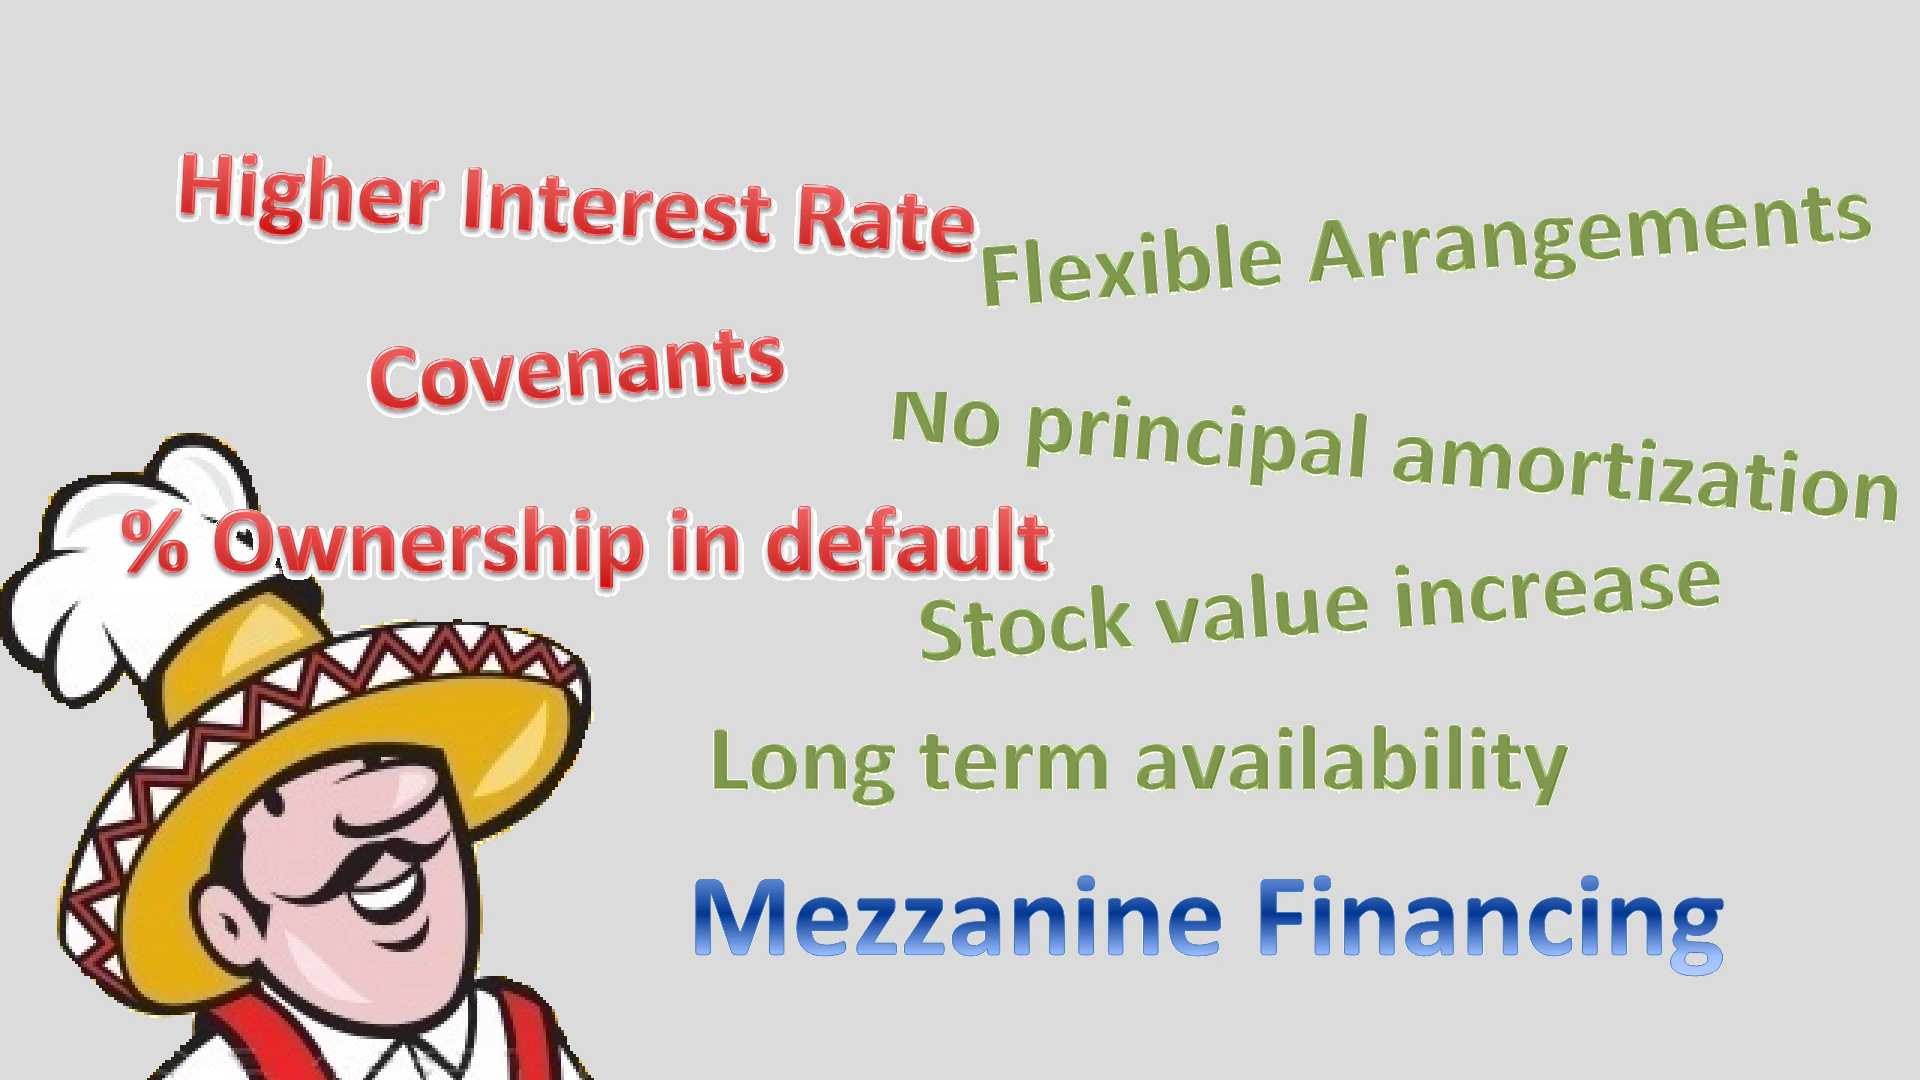 Higher Interest Rate
Flexible Arrangements
Covenants
No principal amortization
% Ownership in default
Stock value increase
Long term availability
Mezzanine Financing